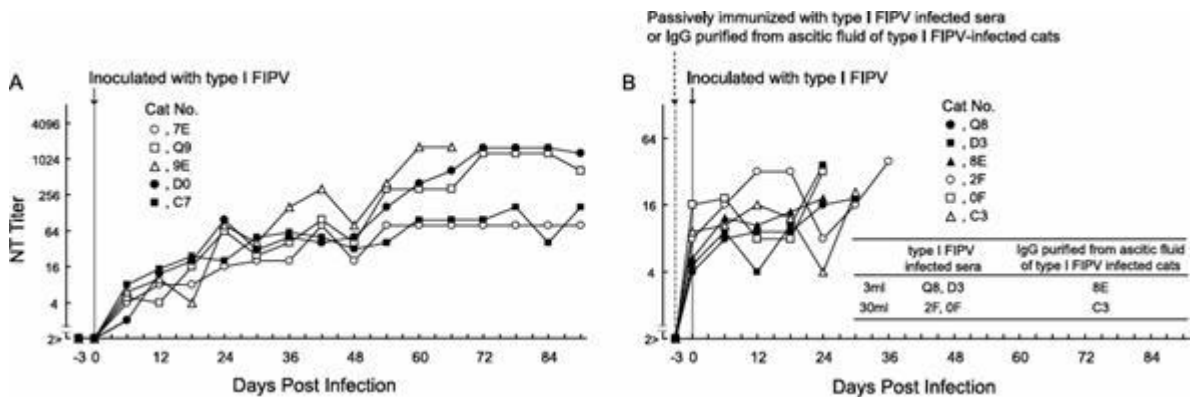 Passively immunized with type I FIPV infected sera
or IgG purified from ascitic fluid of type I FIPV-infected cats
A
Inoculated with type I FIPV
Cat No.
○ , 7E
□ , Q9
△ , 9E
● , D0
■ , C7
4096
1024
256
64
16
4
2>
NT Titer
-3 0 12 24 36 48 60 72 84
Days Post Infection
B
Inoculated with type I FIPV
Cat No.
● , Q8
■ , D3
▲ , 8E
○ , 2F
□ , 0F
△ , C3
64
16
4
2>
type I FIPV infected sera
IgG purified from ascitic fluid of type I FIPV infected cats
3ml Q8, D3 8E
30ml 2F, 0F C3
-3 0 12 24 36 48 60 72 84
Days Post Infection